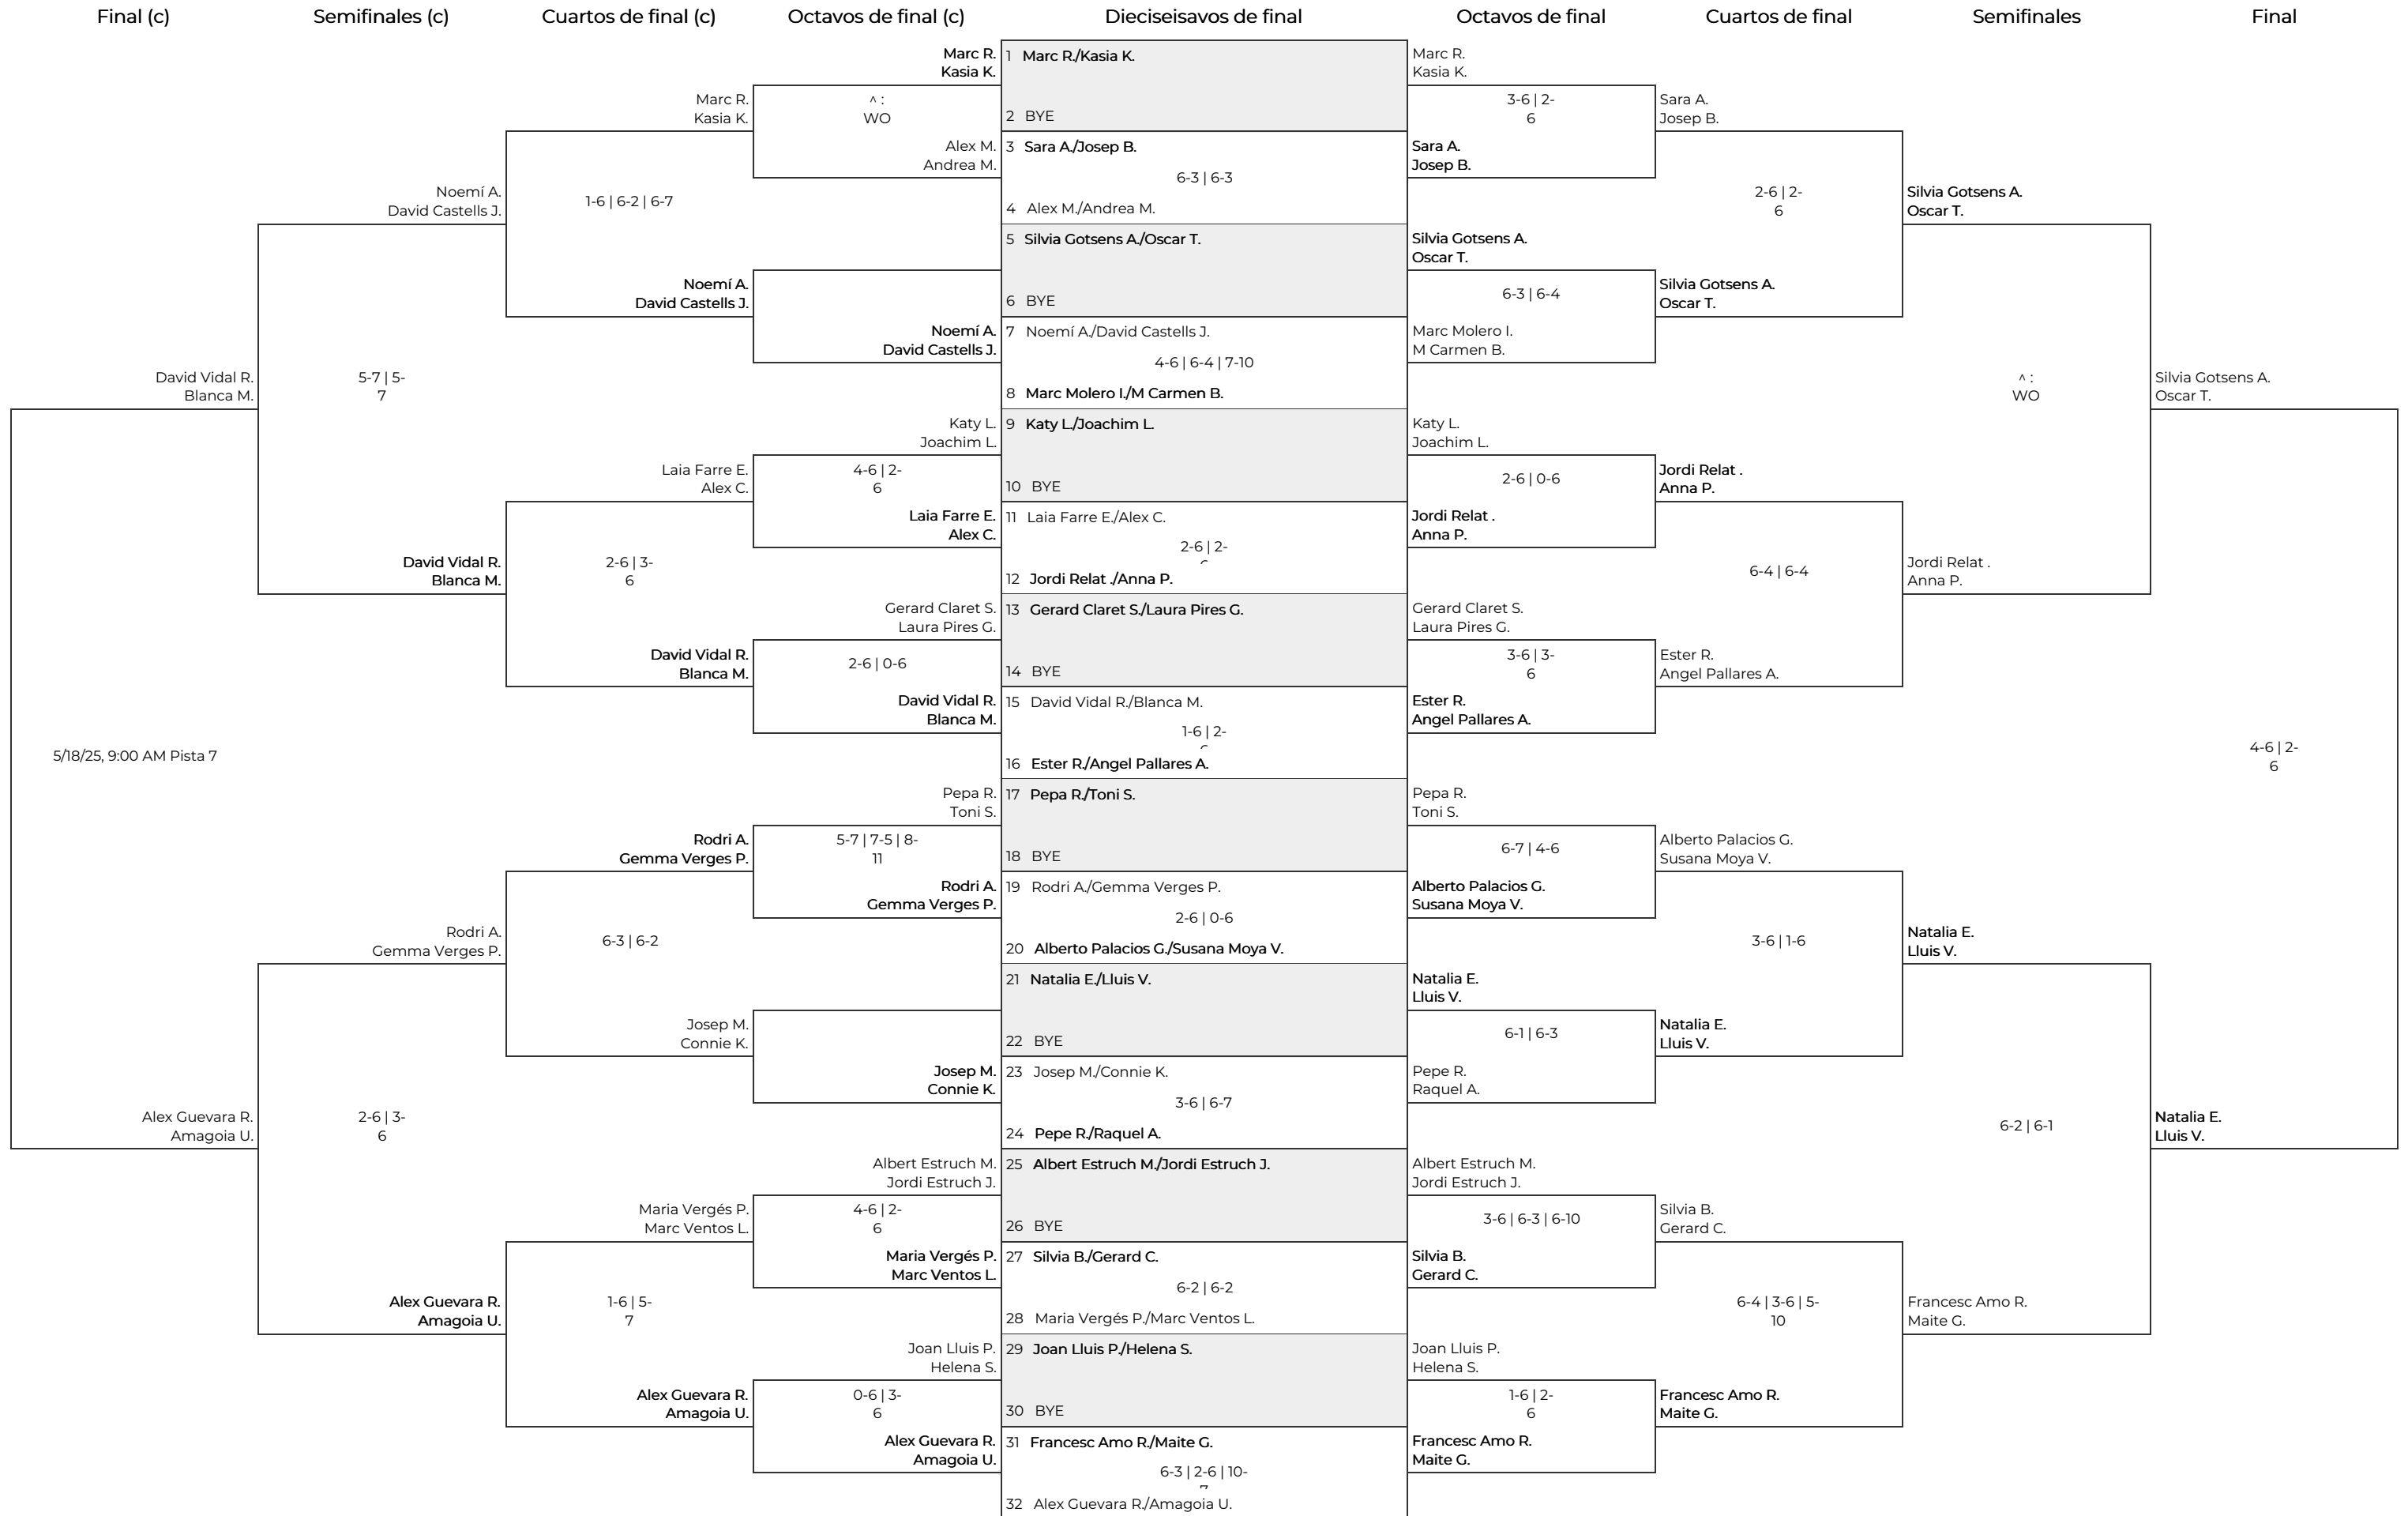 Final (c)
Semifinales (c)
Cuartos de final (c)
Octavos de final (c)
Dieciseisavos de final
Octavos de final
Cuartos de final
Semifinales
Final
David Vidal R.
Blanca M.
5/18/25, 9:00 AM Pista 7
Alex Guevara R.
Amagoia U.
Noemí A.
David Castells J.
5-7 | 5-
7
David Vidal R.
Blanca M.
Rodri A.
Gemma Verges P.
2-6 | 3-
6
Alex Guevara R.
Amagoia U.
Marc R.
Kasia K.
1-6 | 6-2 | 6-7
Noemí A.
David Castells J.
Laia Farre E.
Alex C.
2-6 | 3-
6
David Vidal R.
Blanca M.
Rodri A.
Gemma Verges P.
6-3 | 6-2
Josep M.
Connie K.
Maria Vergés P.
Marc Ventos L.
1-6 | 5-
7
Alex Guevara R.
Amagoia U.
Marc R.
Kasia K.
^ :
WO
Alex M.
Andrea M.
Noemí A.
David Castells J.
Katy L.
Joachim L.
4-6 | 2-
6
Laia Farre E.
Alex C.
Gerard Claret S.
Laura Pires G.
2-6 | 0-6
David Vidal R.
Blanca M.
Pepa R.
Toni S.
5-7 | 7-5 | 8-
11
Rodri A.
Gemma Verges P.
Josep M.
Connie K.
Albert Estruch M.
Jordi Estruch J.
4-6 | 2-
6
Maria Vergés P.
Marc Ventos L.
Joan Lluis P.
Helena S.
0-6 | 3-
6
Alex Guevara R.
Amagoia U.
1 Marc R./Kasia K.
2 BYE
3 Sara A./Josep B.
6-3 | 6-3
4 Alex M./Andrea M.
5 Silvia Gotsens A./Oscar T.
6 BYE
7 Noemí A./David Castells J.
4-6 | 6-4 | 7-10
8 Marc Molero I./M Carmen B.
9 Katy L./Joachim L.
10 BYE
11 Laia Farre E./Alex C.
2-6 | 2-
12 Jordi Relat ./Anna P.
13 Gerard Claret S./Laura Pires G.
14 BYE
15 David Vidal R./Blanca M.
1-6 | 2-
16 Ester R./Angel Pallares A.
17 Pepa R./Toni S.
18 BYE
19 Rodri A./Gemma Verges P.
2-6 | 0-6
20 Alberto Palacios G./Susana Moya V.
21 Natalia E./Lluis V.
22 BYE
23 Josep M./Connie K.
3-6 | 6-7
24 Pepe R./Raquel A.
25 Albert Estruch M./Jordi Estruch J.
26 BYE
27 Silvia B./Gerard C.
6-2 | 6-2
28 Maria Vergés P./Marc Ventos L.
29 Joan Lluis P./Helena S.
30 BYE
31 Francesc Amo R./Maite G.
6-3 | 2-6 | 10-
32 Alex Guevara R./Amagoia U.
Marc R.
Kasia K.
3-6 | 2-
6
Sara A.
Josep B.
Silvia Gotsens A.
Oscar T.
6-3 | 6-4
Marc Molero I.
M Carmen B.
Katy L.
Joachim L.
2-6 | 0-6
Jordi Relat .
Anna P.
Gerard Claret S.
Laura Pires G.
3-6 | 3-
6
Ester R.
Angel Pallares A.
Pepa R.
Toni S.
6-7 | 4-6
Alberto Palacios G.
Susana Moya V.
Natalia E.
Lluis V.
6-1 | 6-3
Pepe R.
Raquel A.
Albert Estruch M.
Jordi Estruch J.
3-6 | 6-3 | 6-10
Silvia B.
Gerard C.
Joan Lluis P.
Helena S.
1-6 | 2-
6
Francesc Amo R.
Maite G.
Sara A.
Josep B.
2-6 | 2-
6
Silvia Gotsens A.
Oscar T.
Jordi Relat .
Anna P.
6-4 | 6-4
Ester R.
Angel Pallares A.
Alberto Palacios G.
Susana Moya V.
3-6 | 1-6
Natalia E.
Lluis V.
Silvia B.
Gerard C.
6-4 | 3-6 | 5-
10
Francesc Amo R.
Maite G.
Silvia Gotsens A.
Oscar T.
^ :
WO
Jordi Relat .
Anna P.
Natalia E.
Lluis V.
6-2 | 6-1
Francesc Amo R.
Maite G.
Silvia Gotsens A.
Oscar T.
4-6 | 2-
6
Natalia E.
Lluis V.